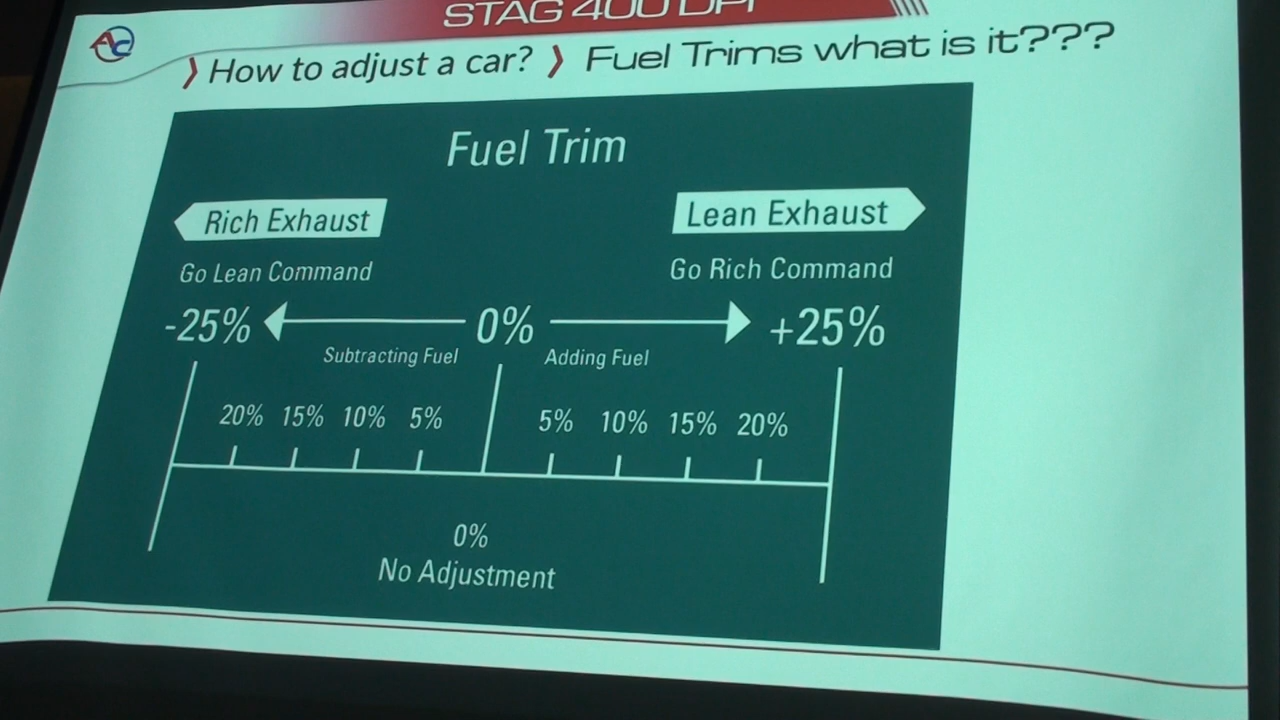 STAG 400 DPI
AC
❯ How to adjust a car? ❯ Fuel Trims what is it???
Fuel Trim
Rich Exhaust Lean Exhaust
Go Lean Command Go Rich Command
-25% 0% +25%
Subtracting Fuel Adding Fuel
20% 15% 10% 5% 5% 10% 15% 20%
0%
No Adjustment